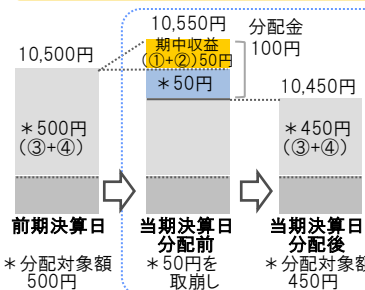 10,550円
分配金
100円
期中収益
(①+②)50円
10,500円
＊50円
10,450円
＊500円
(③+④)
＊450円
(③+④)
前期決算日
当期決算日
分配前
当期決算日
分配後
＊分配対象額
500円
＊50円を
取崩し
＊分配対象額
450円